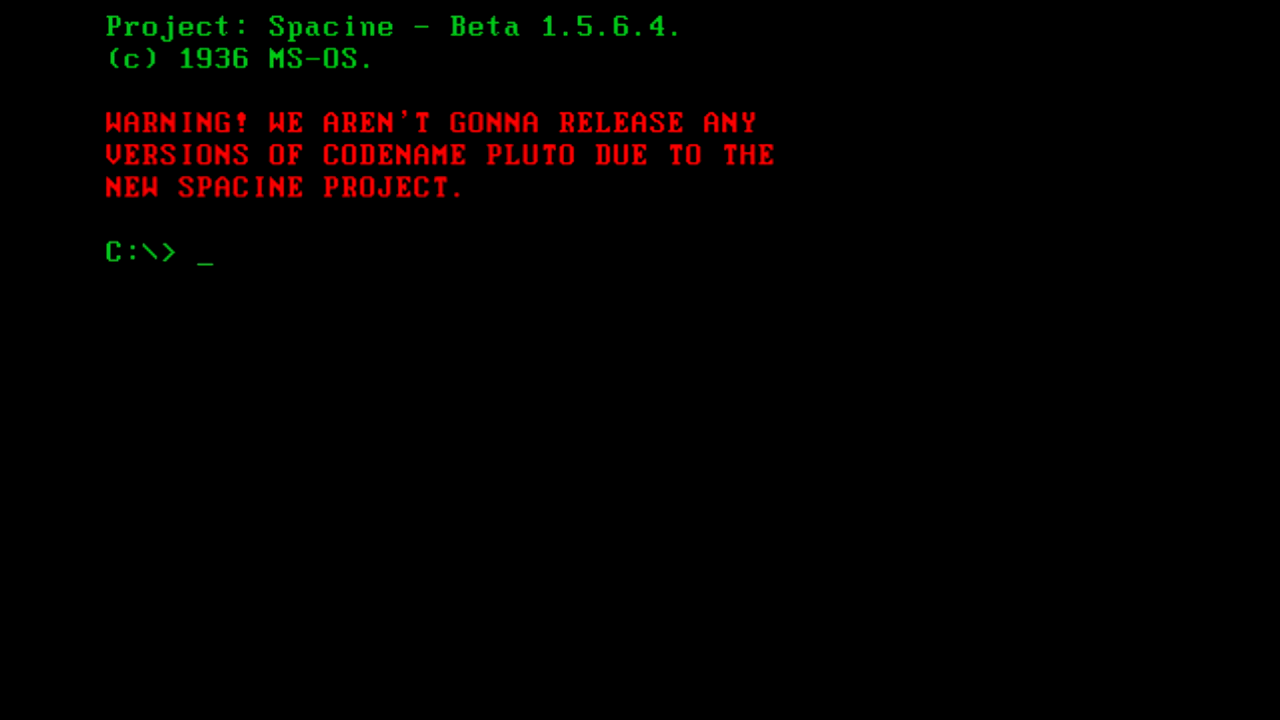 Project: Spacine - Beta 1.5.6.4.
(c) 1936 MS-OS.
WARNING! WE AREN'T GONNA RELEASE ANY
VERSIONS OF CODENAME PLUTO DUE TO THE
NEW SPACINE PROJECT.
C:\> _